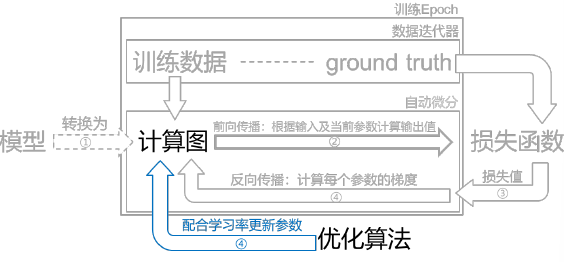 训练Epoch
数据迭代器
训练数据 ground truth
自动微分
模型
转换为
①
计算图
前向传播：根据输入及当前参数计算输出值
②
损失函数
反向传播：计算每个参数的梯度
④
损失值
③
配合学习率更新参数
④
优化算法